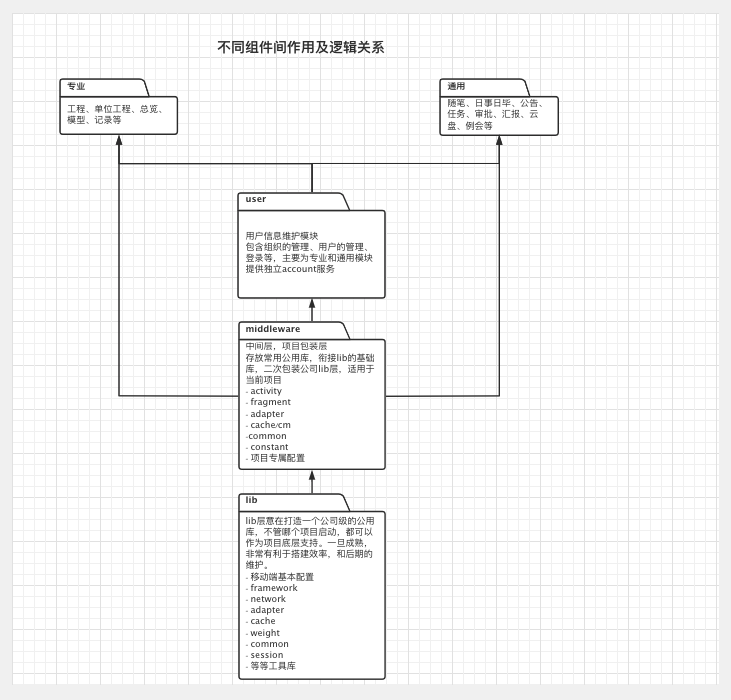 不同组件间作用及逻辑关系
专业
工程、单位工程、总览、
模型、记录等
通用
随笔、日事日毕、公告、
任务、审批、汇报、云
盘、例会等
user
用户信息维护模块
包含组织的管理、用户的管理、
登录等，主要为专业和通用模块
提供独立account服务
middleware
中间层，项目包装层
存放常用公用库，衔接lib的基础
库，二次包装公司lib层，适用于
当前项目
- activity
- fragment
- adapter
- cache/cm
-common
- constant
- 项目专属配置
lib
lib层意在打造一个公司级的公用
库，不管哪个项目启动，都可以
作为项目底层支持。一旦成熟，
非常有利于搭建效率，和后期的
维护。
- 移动端基本配置
- framework
- network
- adapter
- cache
- weight
- common
- session
- 等等工具库